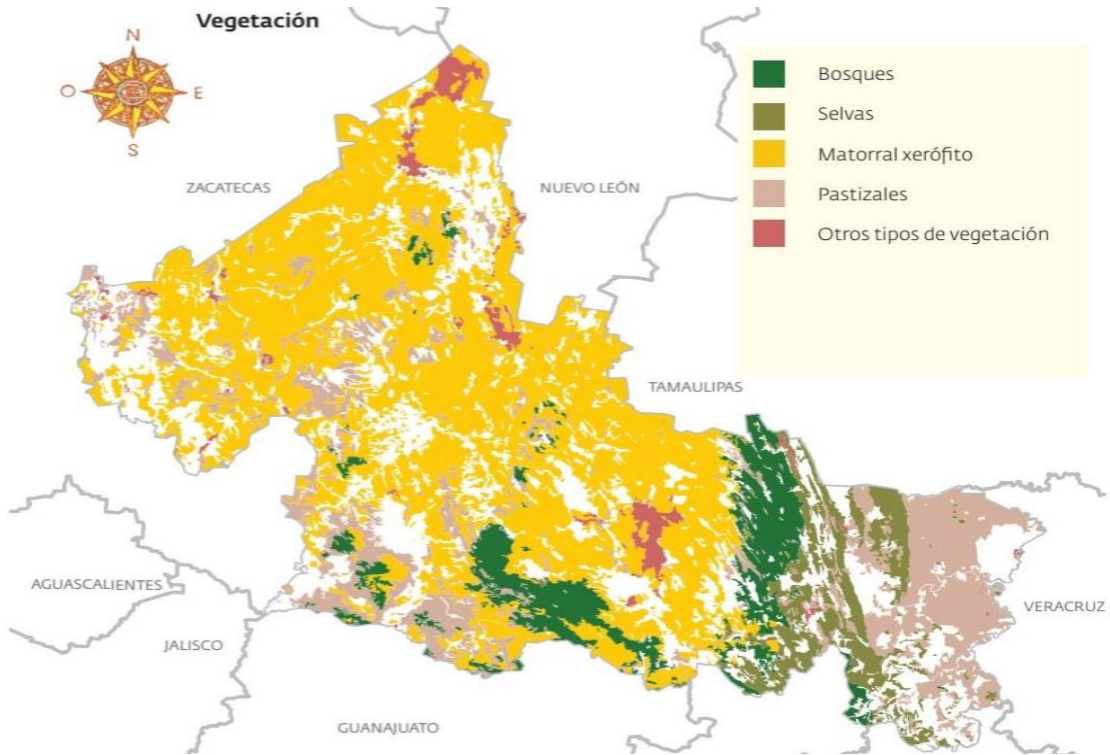 Vegetación
N
O
E
S
Bosques
Selvas
Matorral xerófito
Pastizales
Otros tipos de vegetación
ZACATECAS
NUEVO LEÓN
TAMAULIPAS
AGUASCALIENTES
VERACRUZ
JALISCO
GUANAJUATO